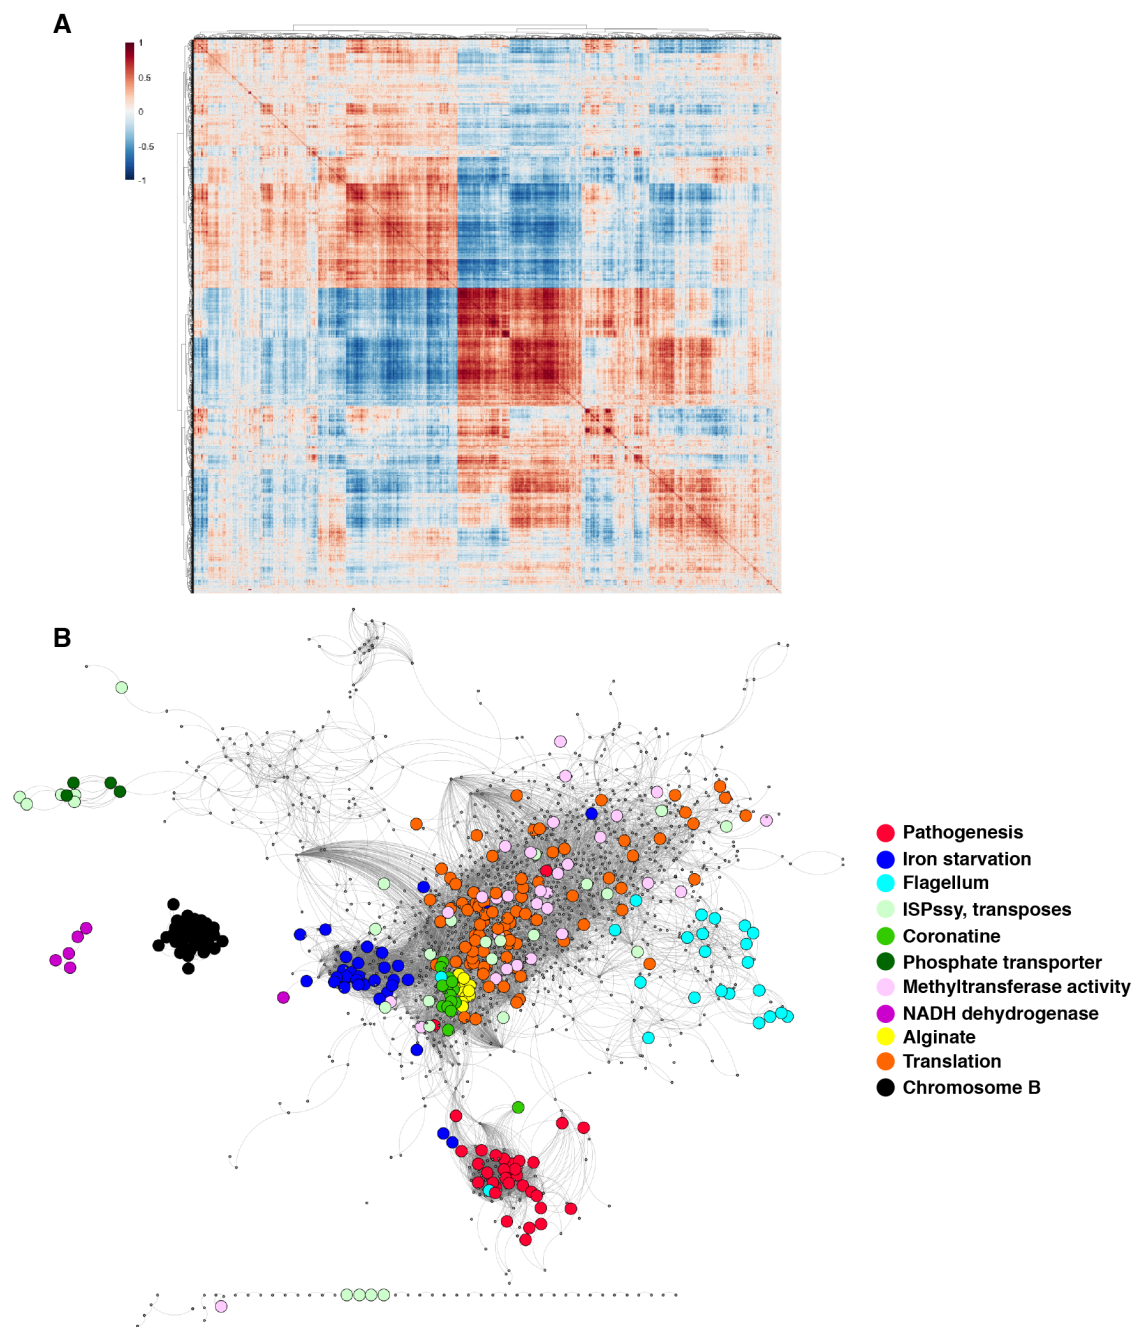 A
1
0.5
0
-0.5
-1
B
Pathogenesis
Iron starvation
Flagellum
ISPssy, transposes
Coronatine
Phosphate transporter
Methyltransferase activity
NADH dehydrogenase
Alginate
Translation
Chromosome B